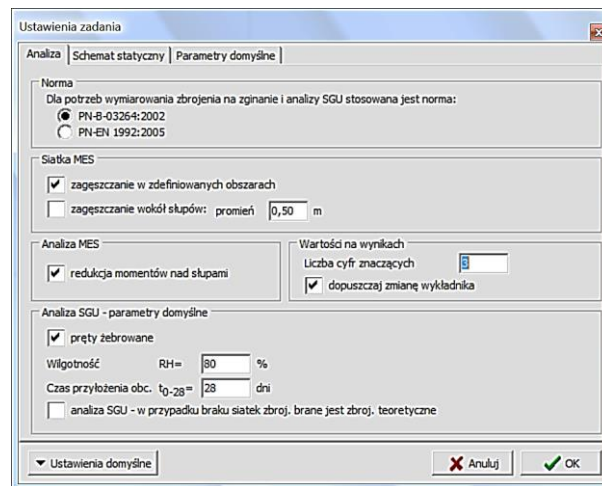 Ustawienia zadania
Analiza
Schemat statyczny
Parametry domyślne
Norma
Dla potrzeb wymiarowania zbrojenia na zginanie i analizy SGU stosowana jest norma:
PN-B-03264:2002
PN-EN 1992:2005
Siatka MES
zagęszczanie w zdefiniowanych obszarach
zagęszczanie wokół słupów: promień 0,50 m
Analiza MES
redukcja momentów nad słupami
Wartości na wynikach
Liczba cyfr znaczących 3
dopuszczaj zmianę wykładnika
Analiza SGU - parametry domyślne
pręty żebrowane
Wilgotność RH= 80 %
Czas przyłożenia obc. t0-28= 28 dni
analiza SGU - w przypadku braku siatek zbroj. brane jest zbroj. teoretyczne
Ustawienia domyślne
Anuluj
OK